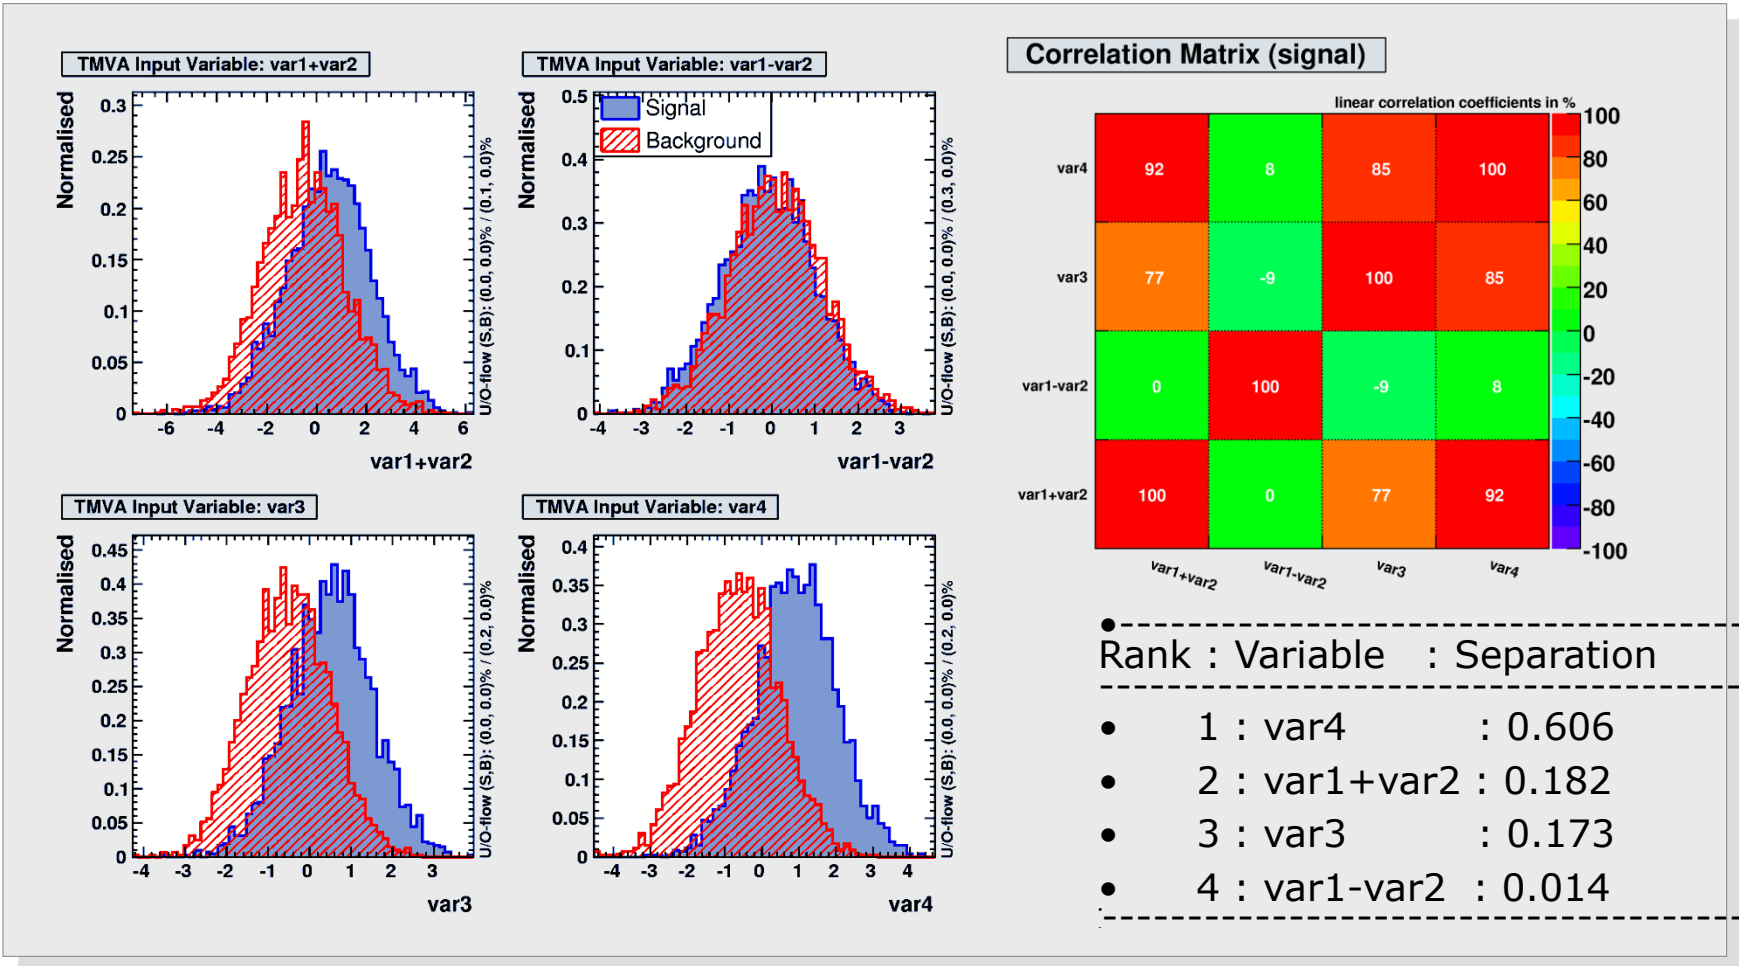 TMVA Input Variable: var1+var2
Normalised
0.3
0.25
0.2
0.15
0.1
0.05
0
-6 -4 -2 0 2 4 6
var1+var2
U/O-flow (S,B): (0.0, 0.0)% / (0.1, 0.0)%
TMVA Input Variable: var1-var2
Normalised
Signal
Background
0.5
0.4
0.3
0.2
0.1
0
-4 -3 -2 -1 0 1 2 3
var1-var2
U/O-flow (S,B): (0.0, 0.0)% / (0.3, 0.0)%
TMVA Input Variable: var3
Normalised
0.45
0.4
0.35
0.3
0.25
0.2
0.15
0.1
0.05
0
-4 -3 -2 -1 0 1 2 3
var3
U/O-flow (S,B): (0.0, 0.0)% / (0.2, 0.0)%
TMVA Input Variable: var4
Normalised
0.4
0.35
0.3
0.25
0.2
0.15
0.1
0.05
0
-4 -3 -2 -1 0 1 2 3 4
var4
U/O-flow (S,B): (0.0, 0.0)% / (0.2, 0.0)%
Correlation Matrix (signal)
linear correlation coefficients in %
var4 92 8 85 100
var3 77 -9 100 85
var1-var2 0 100 -9 8
var1+var2 100 0 77 92
var1+var2 var1-var2 var3 var4
100
80
60
40
20
0
-20
-40
-60
-80
-100
•--------------------------------
Rank : Variable : Separation
--------------------------------
• 1 : var4 : 0.606
• 2 : var1+var2 : 0.182
• 3 : var3 : 0.173
• 4 : var1-var2 : 0.014
--------------------------------